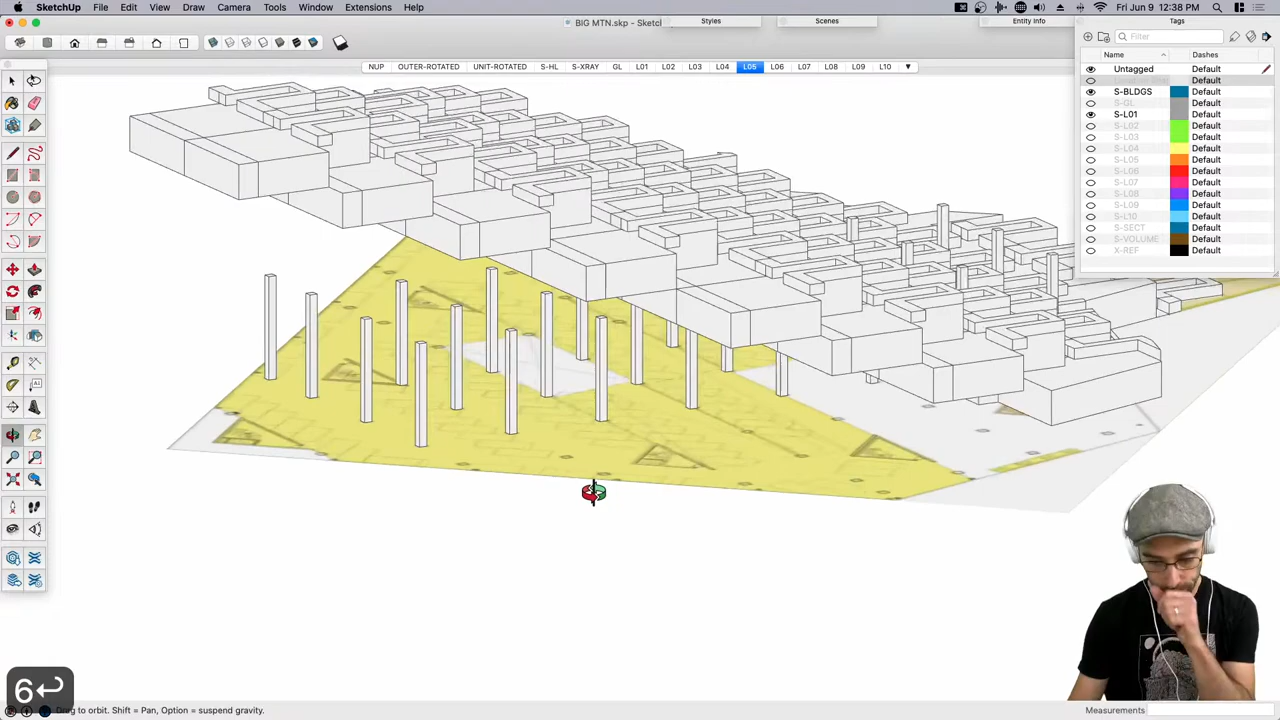 SketchUp File Edit View Draw Camera Tools Window Extensions Help
Fri Jun 9 12:38 PM
BIG MTN.skp - Sketch
Styles
Scenes
Entity Info
Tags
Filter
Name Dashes
NUP OUTER-ROTATED UNIT-ROTATED S-HL S-XRAY GL L01 L02 L03 L04 L05 L06 L07 L08 L09 L10
Untagged Default
Default
S-BLDGS Default
S-GL Default
S-L01 Default
S-L02 Default
S-L03 Default
S-L04 Default
S-L05 Default
S-L06 Default
S-L07 Default
S-L08 Default
S-L09 Default
S-L10 Default
S-SECT Default
S-VOLUME Default
X-REF Default
6↩
Drag to orbit. Shift = Pan, Option = suspend gravity.
Measurements